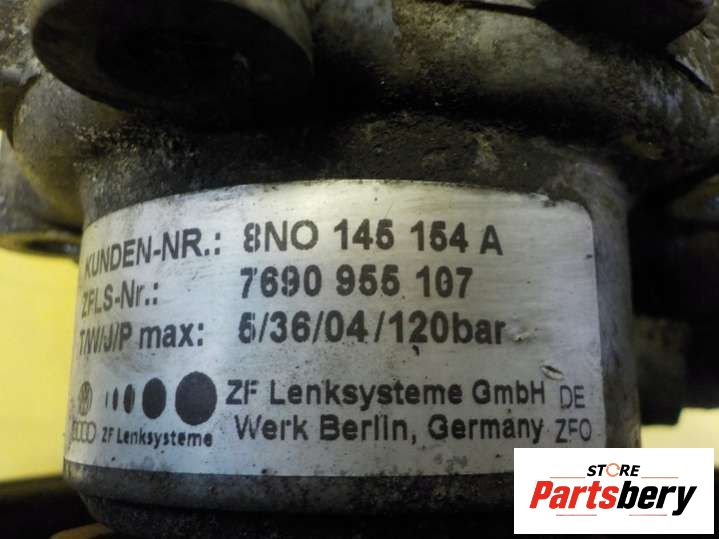 KUNDEN-NR.: 8N0 145 154 A
ZFLS-Nr.: 7690 955 107
T/W/J/P max: 5/36/04/120bar
ZF Lenksysteme GmbH DE
ZF Lenksysteme Werk Berlin, Germany ZFO
STORE
Partsbery